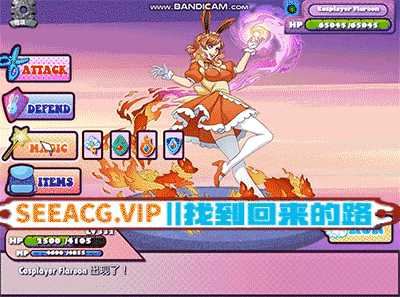 WWW.BANDICAM.COM
Cosplayer Flareon
HP 65045/65045
ATTACK
DEFEND
MAGIC
ITEMS
SEEACG.VIP||找到回来的路
HP 2500/4105
Cosplayer Flareon 出现了！